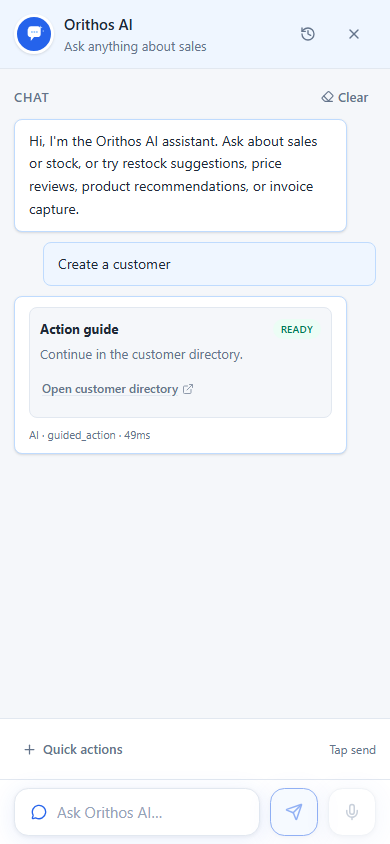 Orithos AI
Ask anything about sales
CHAT
Clear
Hi, I'm the Orithos AI assistant. Ask about sales
or stock, or try restock suggestions, price
reviews, product recommendations, or invoice
capture.
Create a customer
Action guide
READY
Continue in the customer directory.
Open customer directory
AI · guided_action · 49ms
Quick actions
Tap send
Ask Orithos AI...